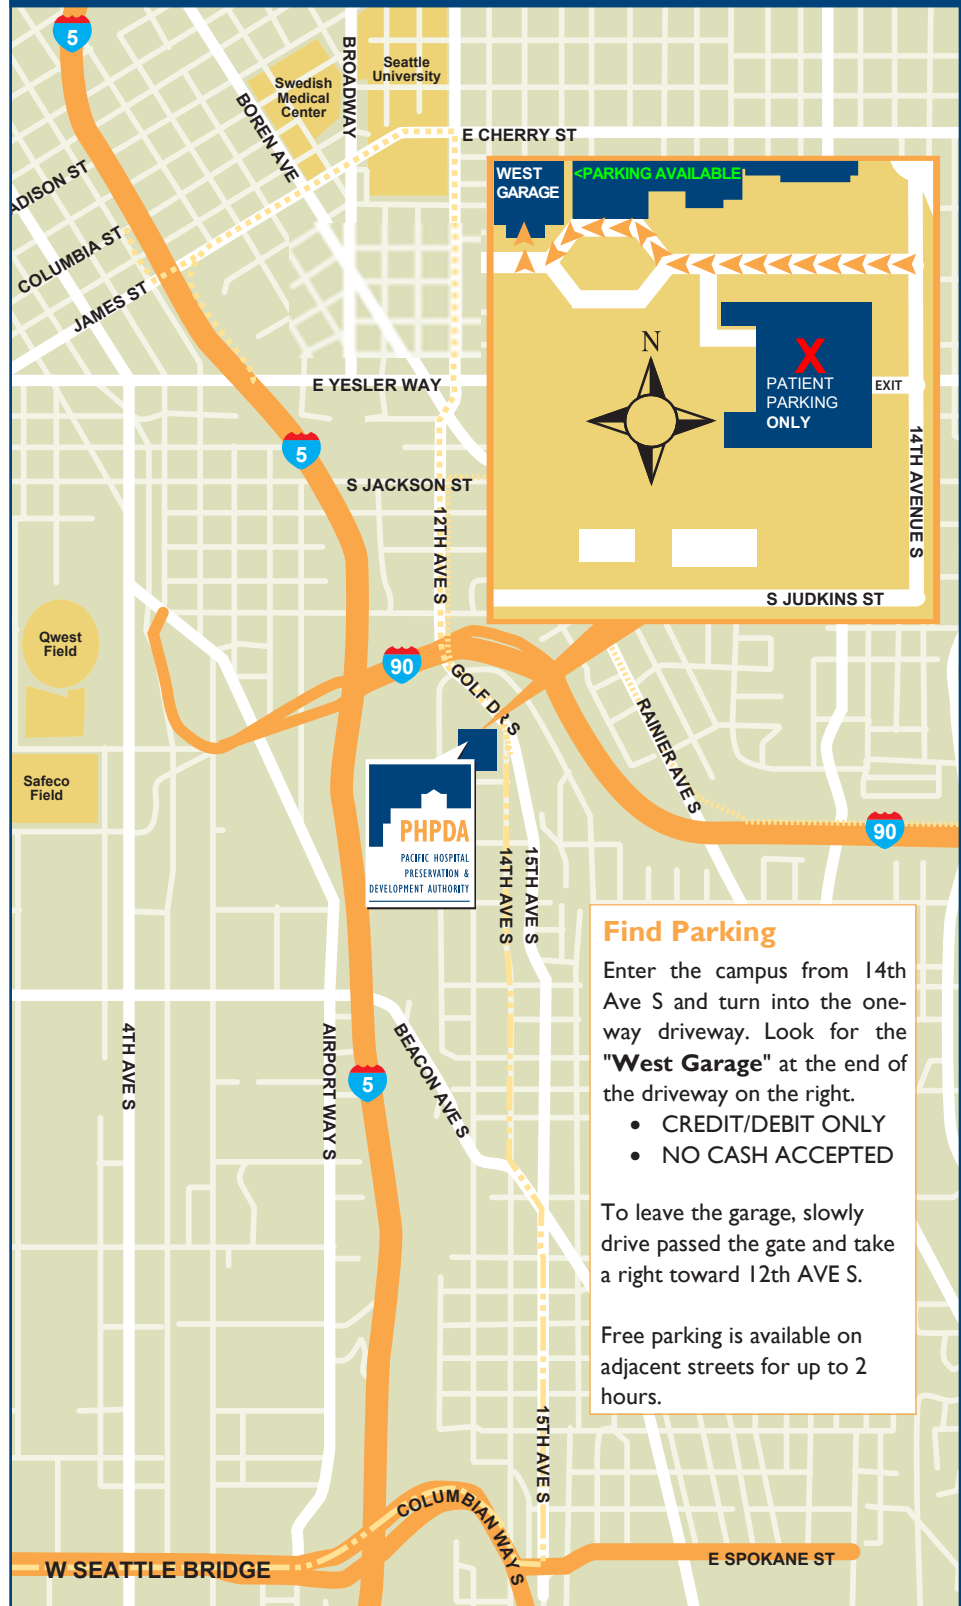 5
BROADWAY
Seattle
University
Swedish
Medical
Center
BOREN AVE
E CHERRY ST
ADISON ST
COLUMBIA ST
JAMES ST
WEST
GARAGE
<PARKING AVAILABLE
N
X
PATIENT
PARKING
ONLY
EXIT
14TH AVENUE S
S JUDKINS ST
E YESLER WAY
5
S JACKSON ST
12TH AVE S
Qwest
Field
90
GOLF DR S
RAINIER AVE S
Safeco
Field
90
PHPDA
PACIFIC HOSPITAL
PRESERVATION &
DEVELOPMENT AUTHORITY
14TH AVE S
15TH AVE S
Find Parking
Enter the campus from 14th
Ave S and turn into the one-
way driveway. Look for the
"West Garage" at the end of
the driveway on the right.
• CREDIT/DEBIT ONLY
• NO CASH ACCEPTED
To leave the garage, slowly
drive passed the gate and take
a right toward 12th AVE S.
Free parking is available on
adjacent streets for up to 2
hours.
4TH AVE S
AIRPORT WAY S
5
BEACON AVE S
15TH AVE S
COLUMBIAN WAY S
W SEATTLE BRIDGE
E SPOKANE ST